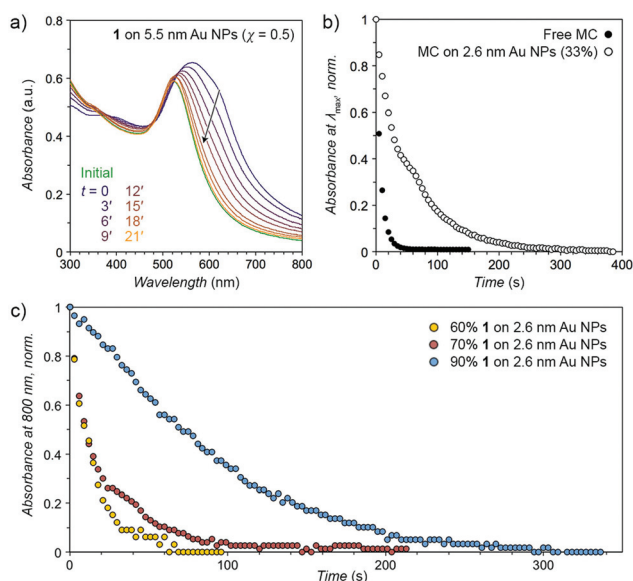 a)
1 on 5.5 nm Au NPs (χ = 0.5)
Absorbance (a.u.)
0.8
0.6
0.4
0.2
0
Initial
t = 0 12′
3′ 15′
6′ 18′
9′ 21′
300 400 500 600 700 800
Wavelength (nm)
b)
Free MC
MC on 2.6 nm Au NPs (33%)
Absorbance at λmax, norm.
1
0.8
0.6
0.4
0.2
0
0 100 200 300 400
Time (s)
c)
60% 1 on 2.6 nm Au NPs
70% 1 on 2.6 nm Au NPs
90% 1 on 2.6 nm Au NPs
Absorbance at 800 nm, norm.
1
0.8
0.6
0.4
0.2
0
0 100 200 300
Time (s)